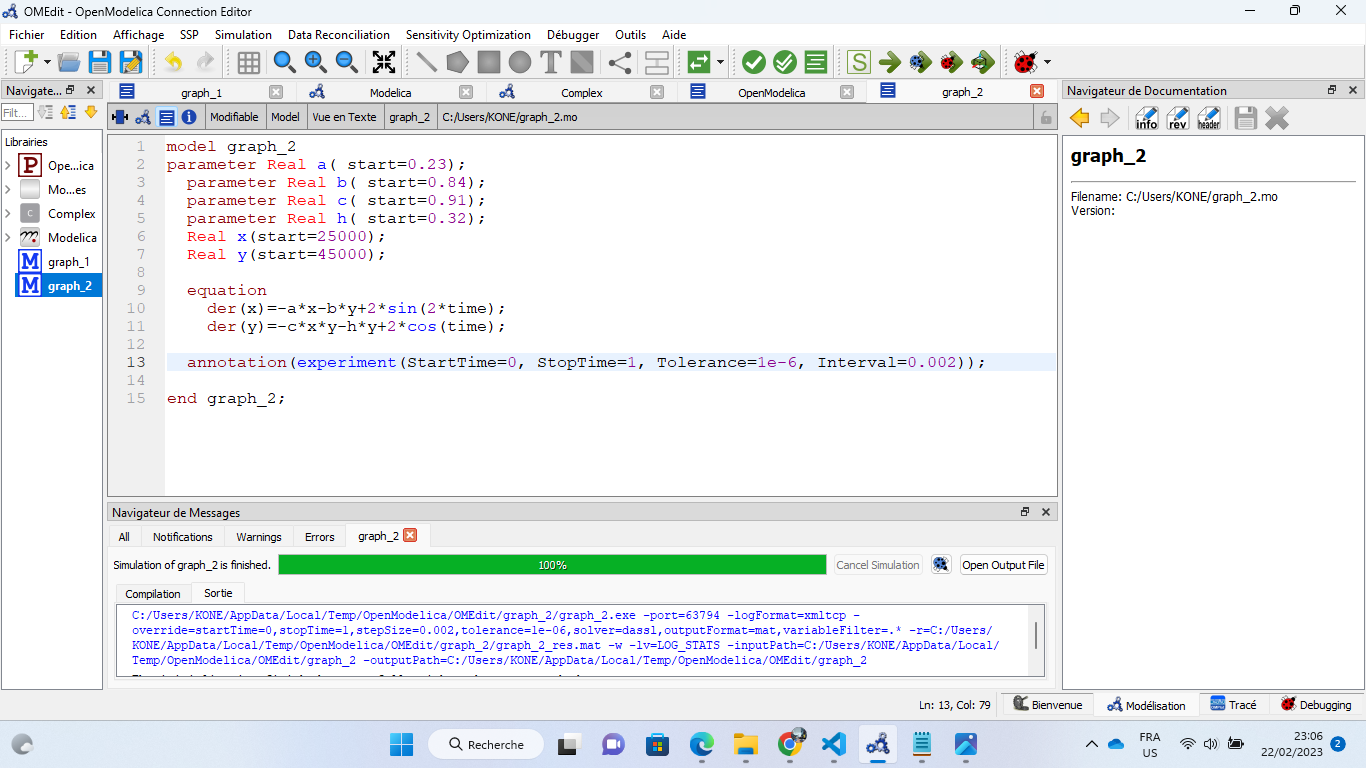 OMEdit - OpenModelica Connection Editor
Fichier Edition Affichage SSP Simulation Data Reconciliation Sensitivity Optimization Débugger Outils Aide
Navigate...
graph_1 Modelica Complex OpenModelica graph_2
Navigateur de Documentation
Filt...
Modifiable Model Vue en Texte graph_2 C:/Users/KONE/graph_2.mo
info rev header
Libraries
P Ope...ica
Mo...es
C Complex
Modelica
M graph_1
M graph_2
1 model graph_2
2 parameter Real a( start=0.23);
3 parameter Real b( start=0.84);
4 parameter Real c( start=0.91);
5 parameter Real h( start=0.32);
6 Real x(start=25000);
7 Real y(start=45000);
8
9 equation
10 der(x)=-a*x-b*y+2*sin(2*time);
11 der(y)=-c*x*y-h*y+2*cos(time);
12
13 annotation(experiment(StartTime=0, StopTime=1, Tolerance=1e-6, Interval=0.002));
14
15 end graph_2;
graph_2
Filename: C:/Users/KONE/graph_2.mo
Version:
Navigateur de Messages
All Notifications Warnings Errors graph_2
Simulation of graph_2 is finished. 100% Cancel Simulation Open Output File
Compilation Sortie
C:/Users/KONE/AppData/Local/Temp/OpenModelica/OMEdit/graph_2/graph_2.exe -port=63794 -logFormat=xmltcp -
override=startTime=0,stopTime=1,stepSize=0.002,tolerance=1e-06,solver=dassl,outputFormat=mat,variableFilter=.* -r=C:/Users/
KONE/AppData/Local/Temp/OpenModelica/OMEdit/graph_2/graph_2_res.mat -w -lv=LOG_STATS -inputPath=C:/Users/KONE/AppData/Local/
Temp/OpenModelica/OMEdit/graph_2 -outputPath=C:/Users/KONE/AppData/Local/Temp/OpenModelica/OMEdit/graph_2
Ln: 13, Col: 79 Bienvenue Modélisation Tracé Debugging
Recherche
FRA
US
23:06
22/02/2023
2